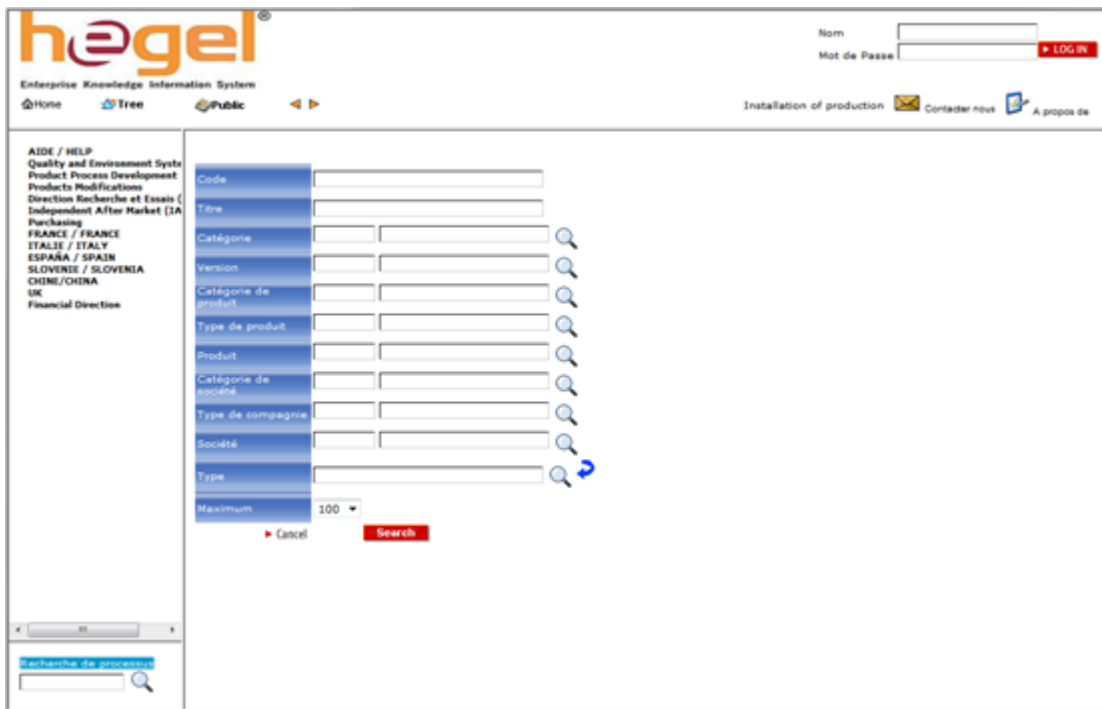 hegel®
Enterprise Knowledge Information System
Nom
Mot de Passe
LOG IN
Home Tree Public
Installation of production Contacter nous A propos de
AIDE / HELP
Quality and Environment Syste
Product Process Development
Products Modifications
Direction Recherche et Essais (
Independent After Market (IA
Purchasing
FRANCE / FRANCE
ITALIE / ITALY
ESPAÑA / SPAIN
SLOVENIE / SLOVENIA
CHINE/CHINA
UK
Financial Direction
Code
Titre
Catégorie
Version
Catégorie de
produit
Type de produit
Produit
Catégorie de
société
Type de compagnie
Société
Type
Maximum 100
Cancel Search
Recherche de processus